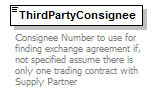 ThirdPartyConsignee
Consignee Number to use for
finding exchange agreement if,
not specified assume there is
only one trading contract with
Supply Partner